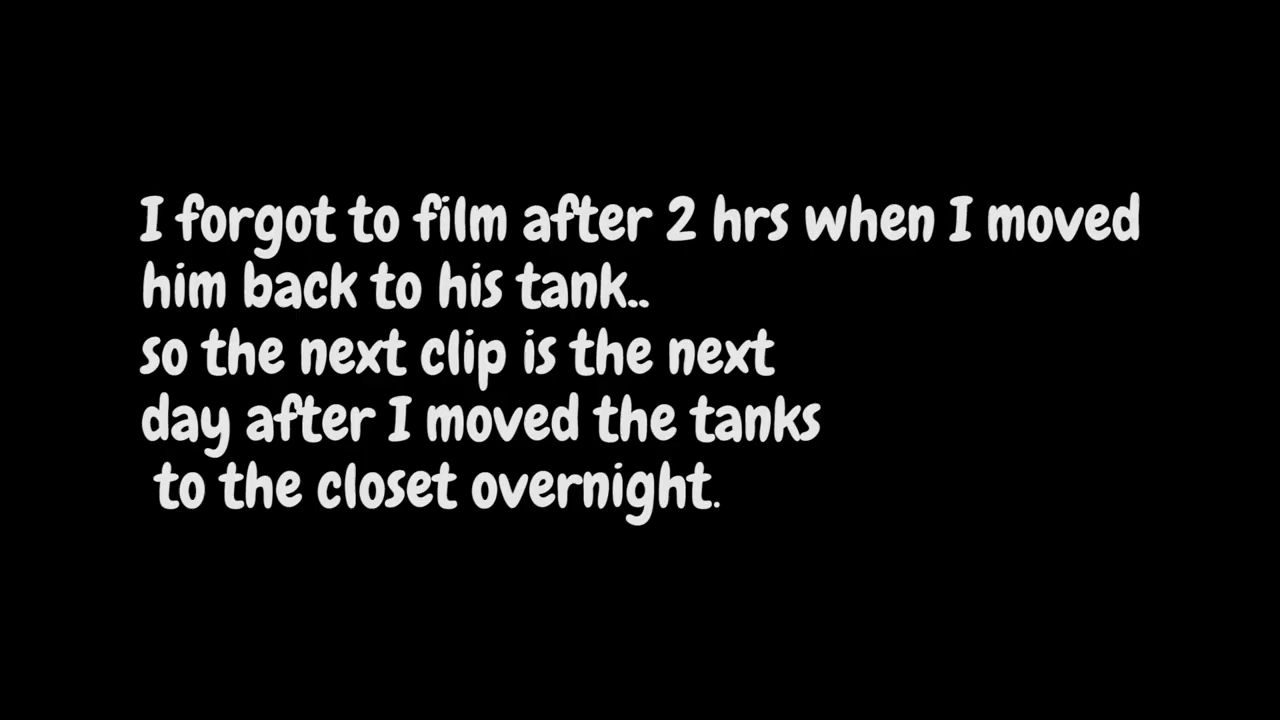 I forgot to film after 2 hrs when I moved
him back to his tank..
so the next clip is the next
day after I moved the tanks
to the closet overnight.